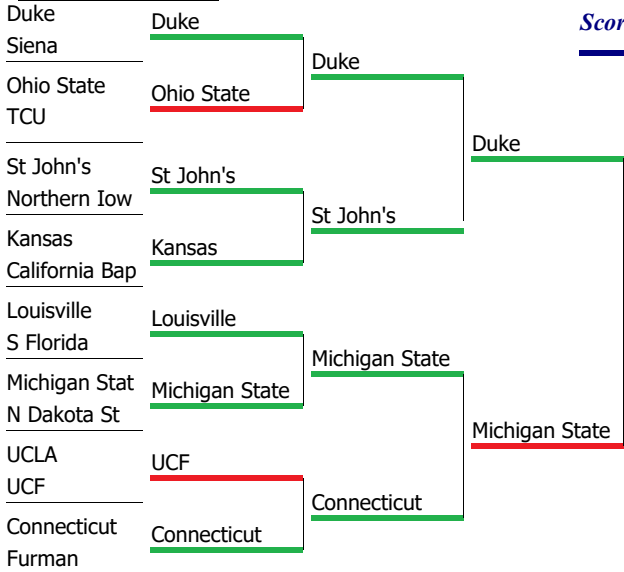 Duke
Siena
Ohio State
TCU
St John's
Northern Iow
Kansas
California Bap
Louisville
S Florida
Michigan Stat
N Dakota St
UCLA
UCF
Connecticut
Furman
Duke
Ohio State
St John's
Kansas
Louisville
Michigan State
UCF
Connecticut
Duke
St John's
Michigan State
Connecticut
Duke
Michigan State
Scor